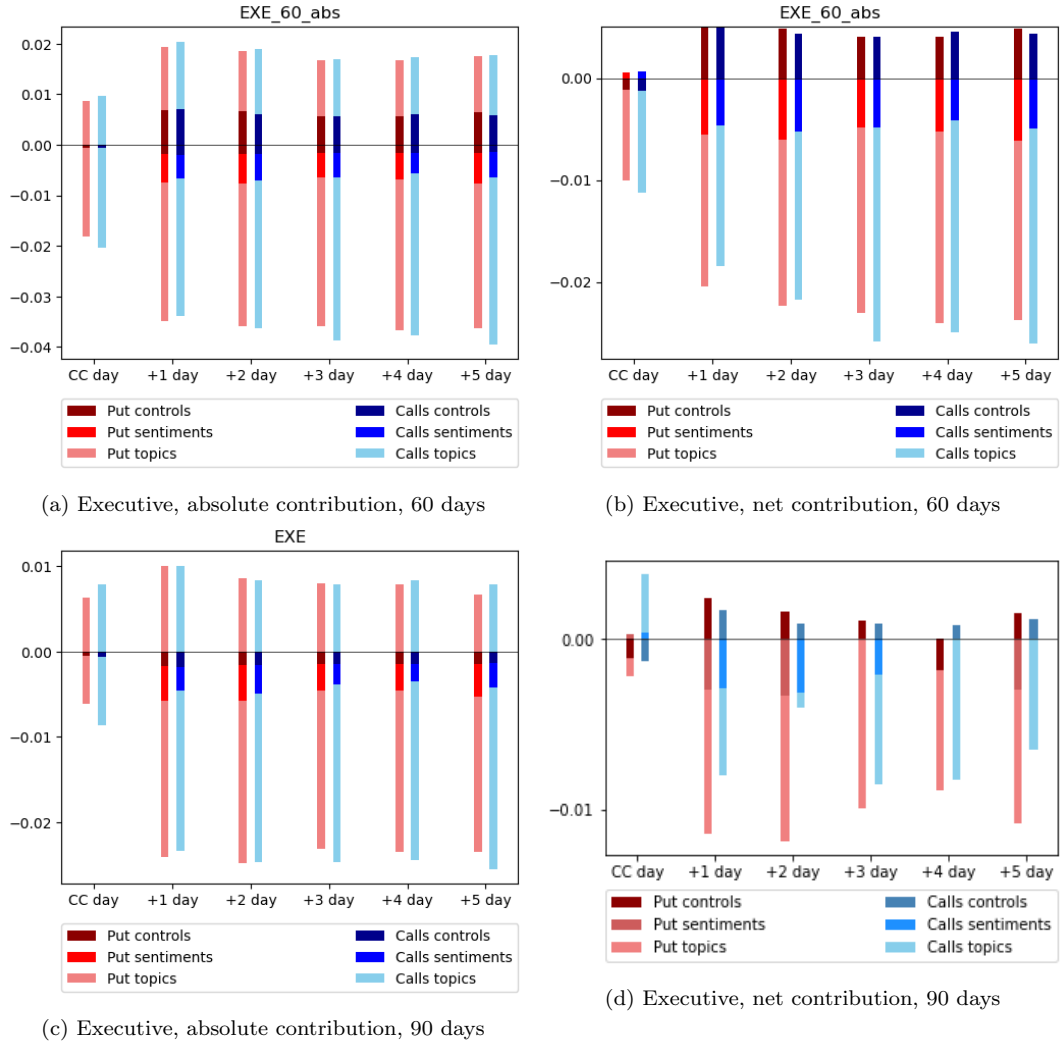 EXE_60_abs
0.02
0.01
0.00
−0.01
−0.02
−0.03
−0.04
CC day +1 day +2 day +3 day +4 day +5 day
Put controls Calls controls
Put sentiments Calls sentiments
Put topics Calls topics
(a) Executive, absolute contribution, 60 days
EXE_60_abs
0.00
−0.01
−0.02
CC day +1 day +2 day +3 day +4 day +5 day
Put controls Calls controls
Put sentiments Calls sentiments
Put topics Calls topics
(b) Executive, net contribution, 60 days
EXE
0.01
0.00
−0.01
−0.02
CC day +1 day +2 day +3 day +4 day +5 day
Put controls Calls controls
Put sentiments Calls sentiments
Put topics Calls topics
(c) Executive, absolute contribution, 90 days
0.00
−0.01
CC day +1 day +2 day +3 day +4 day +5 day
Put controls Calls controls
Put sentiments Calls sentiments
Put topics Calls topics
(d) Executive, net contribution, 90 days